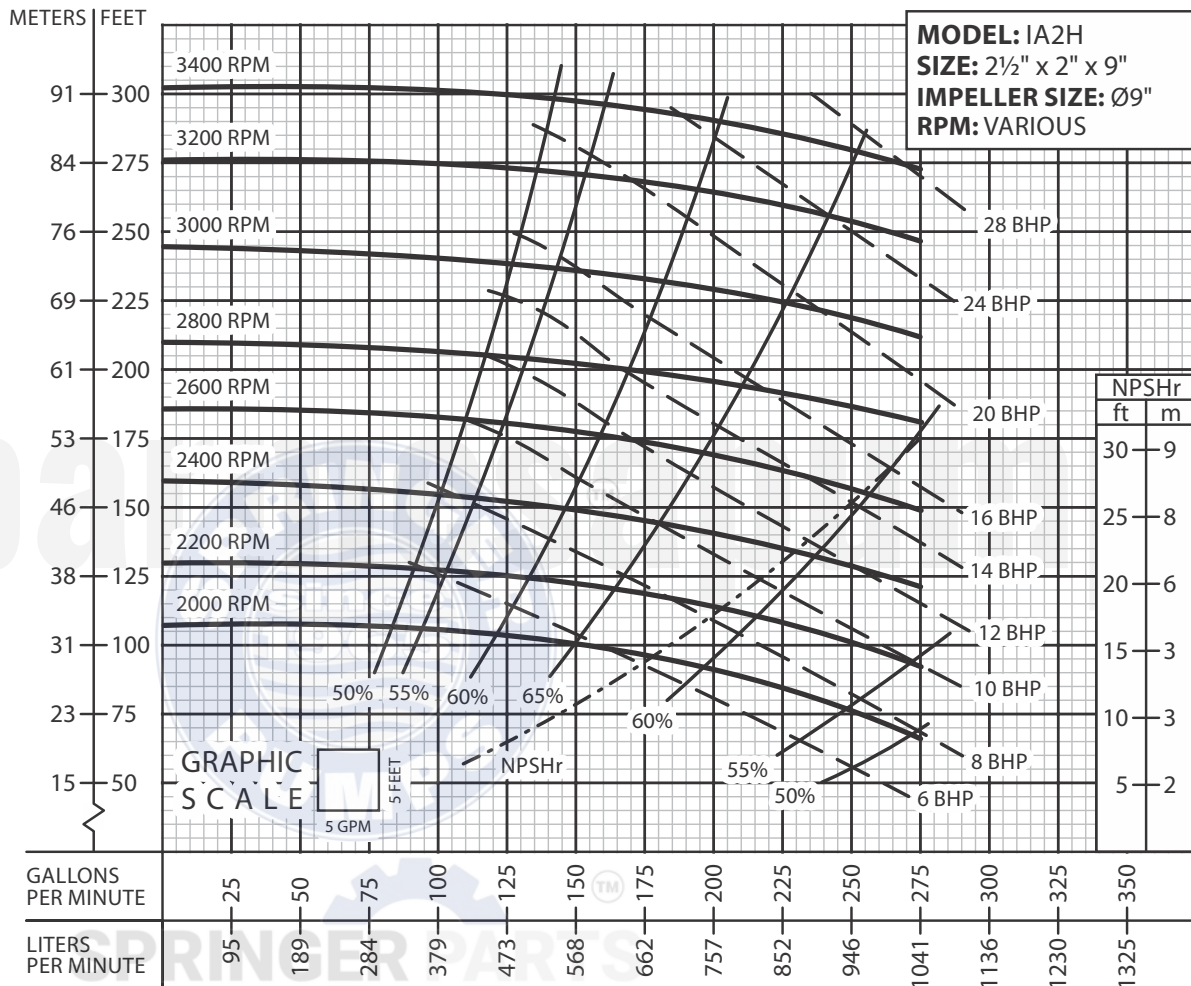 METERS FEET
MODEL: IA2H
SIZE: 2½" x 2" x 9"
IMPELLER SIZE: Ø9"
RPM: VARIOUS
3400 RPM
91 300
3200 RPM
84 275
3000 RPM
76 250
28 BHP
69 225
24 BHP
2800 RPM
61 200
2600 RPM
20 BHP
NPSHr
ft m
53 175
30 9
2400 RPM
46 150
16 BHP
25 8
2200 RPM
14 BHP
38 125
20 6
2000 RPM
12 BHP
31 100
15 3
10 BHP
50% 55% 60% 65%
60%
23 75
10 3
GRAPHIC
SCALE
5 FEET
5 GPM
NPSHr
55%
8 BHP
15 50
5 2
50%
6 BHP
GALLONS
PER MINUTE
25 50 75 100 125 150 175 200 225 250 275 300 325 350
LITERS
PER MINUTE
95 189 284 379 473 568 662 757 852 946 1041 1136 1230 1325
SPRINGER PARTS
TM
SPRINGER
PUMPS